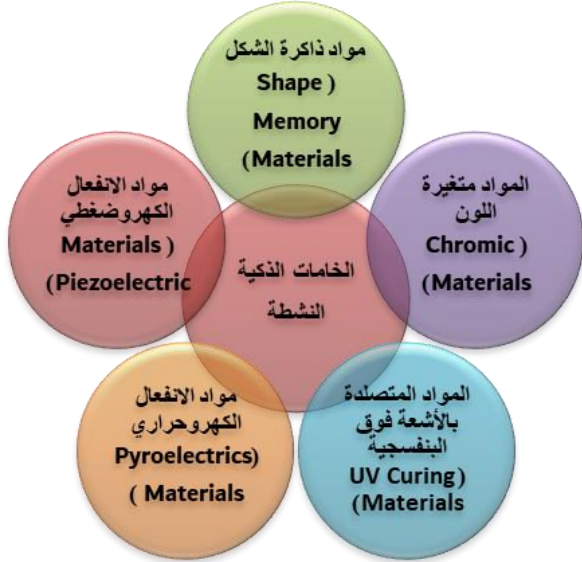 مواد ذاكرة الشكل
Shape )
Memory
(Materials
المواد متغيرة
اللون
Chromic )
(Materials
المواد المتصلدة
بالأشعة فوق
البنفسجية
UV Curing)
(Materials
مواد الانفعال
الكهروحراري
Pyroelectrics)
( Materials
مواد الانفعال
الكهروضغطي
Materials )
(Piezoelectric
الخامات الذكية
النشطة